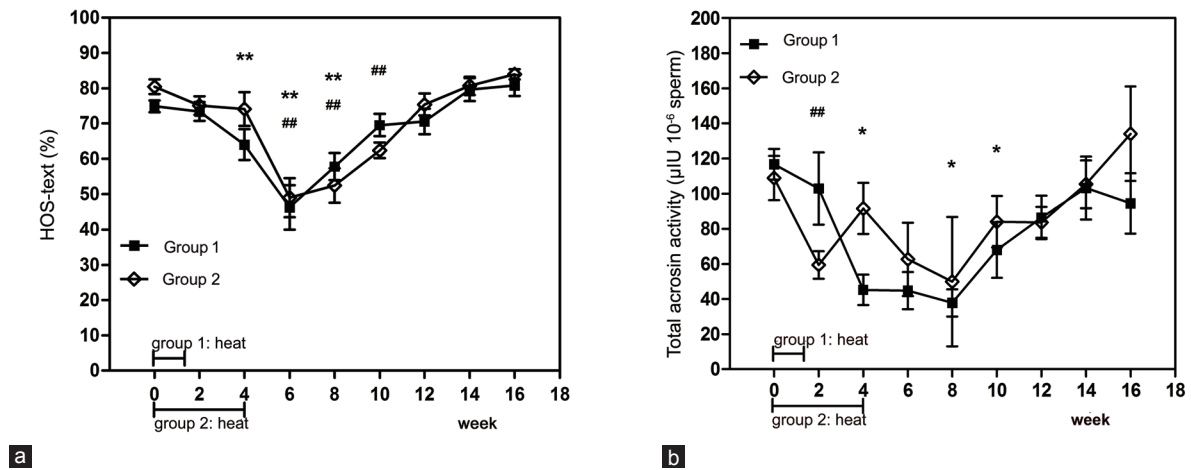 100
90
80
70
60
50
40
30
20
10
0
HOS-text (%)
**
**
##
**
##
##
Group 1
Group 2
group 1: heat
0 2 4 6 8 10 12 14 16 18
group 2: heat
week
a
200
180
160
140
120
100
80
60
40
20
0
Total acrosin activity (µIU 10-6 sperm)
Group 1
Group 2
##
*
*
*
group 1: heat
0 2 4 6 8 10 12 14 16 18
group 2: heat
week
b